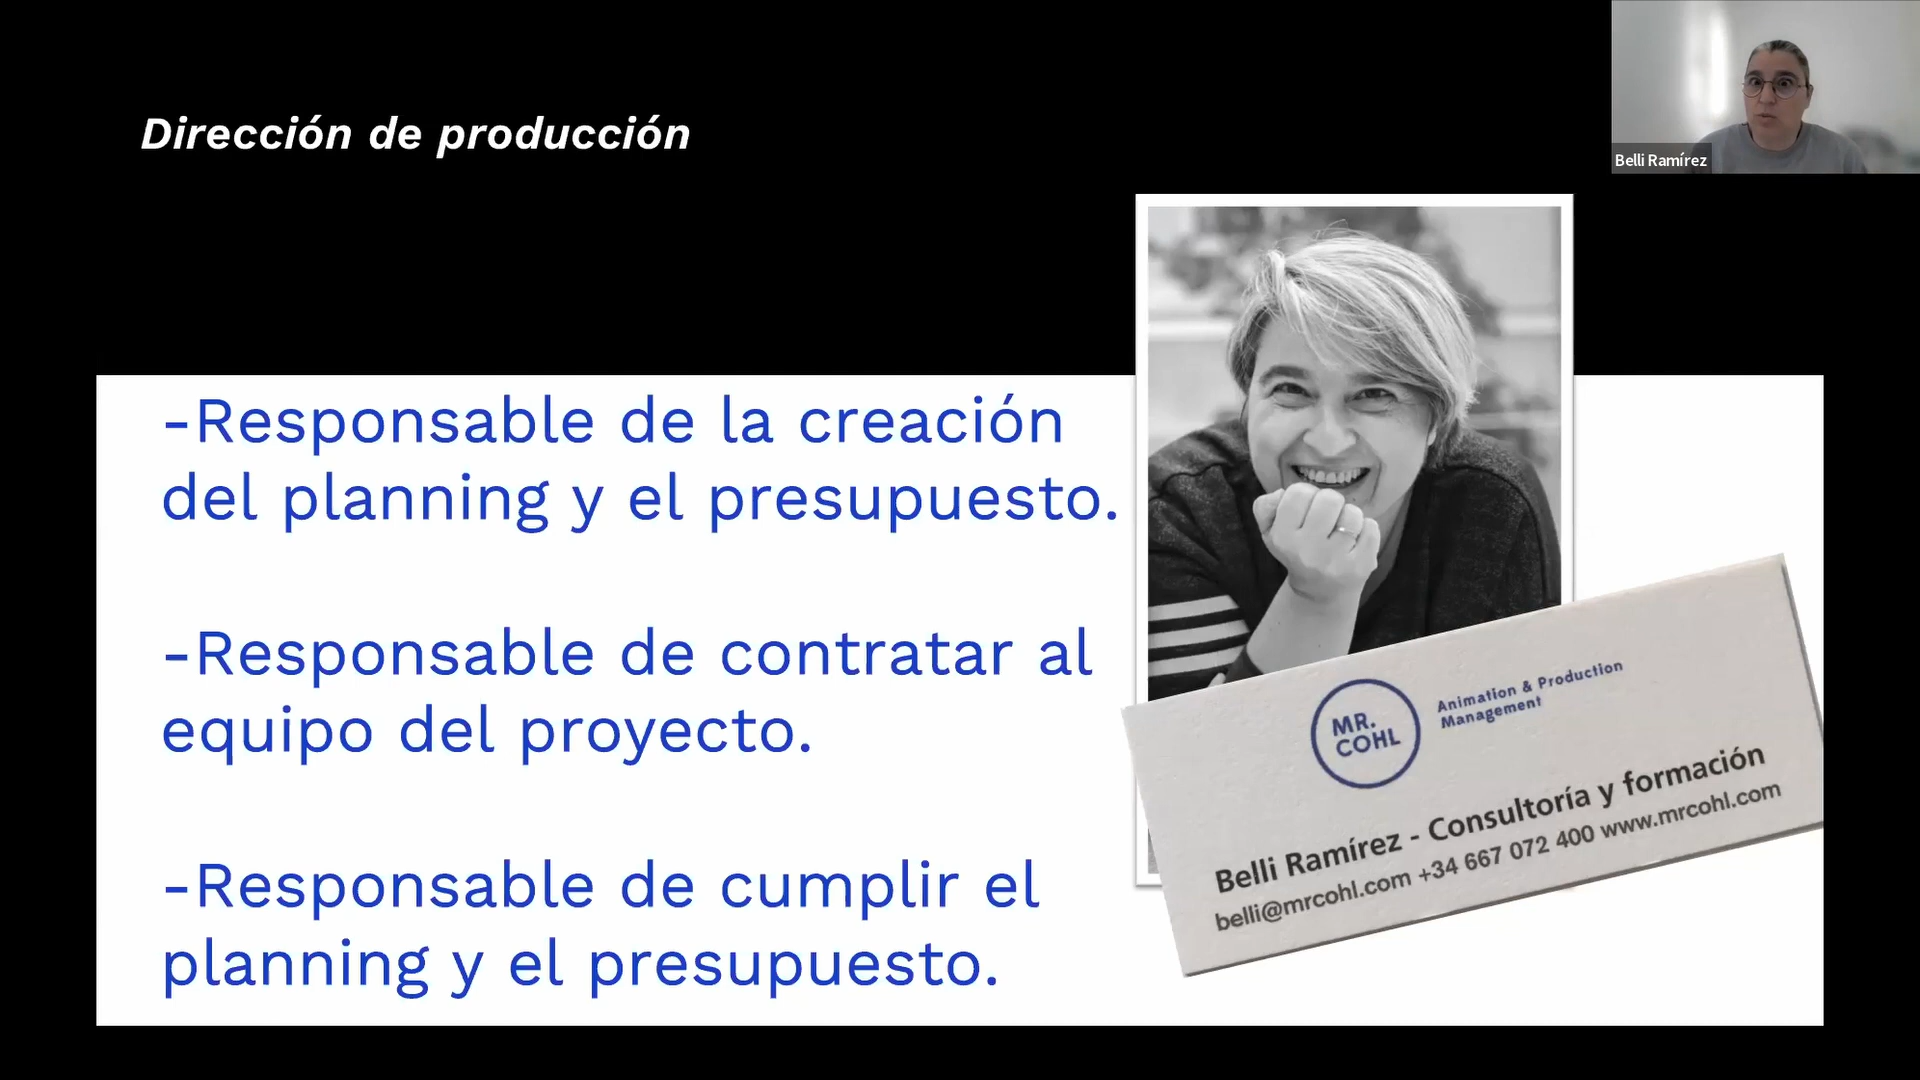 Dirección de producción
Belli Ramírez
-Responsable de la creación
del planning y el presupuesto.
-Responsable de contratar al
equipo del proyecto.
-Responsable de cumplir el
planning y el presupuesto.
MR.
COHL
Animation & Production
Management
Belli Ramírez - Consultoría y formación
belli@mrcohl.com +34 667 072 400 www.mrcohl.com